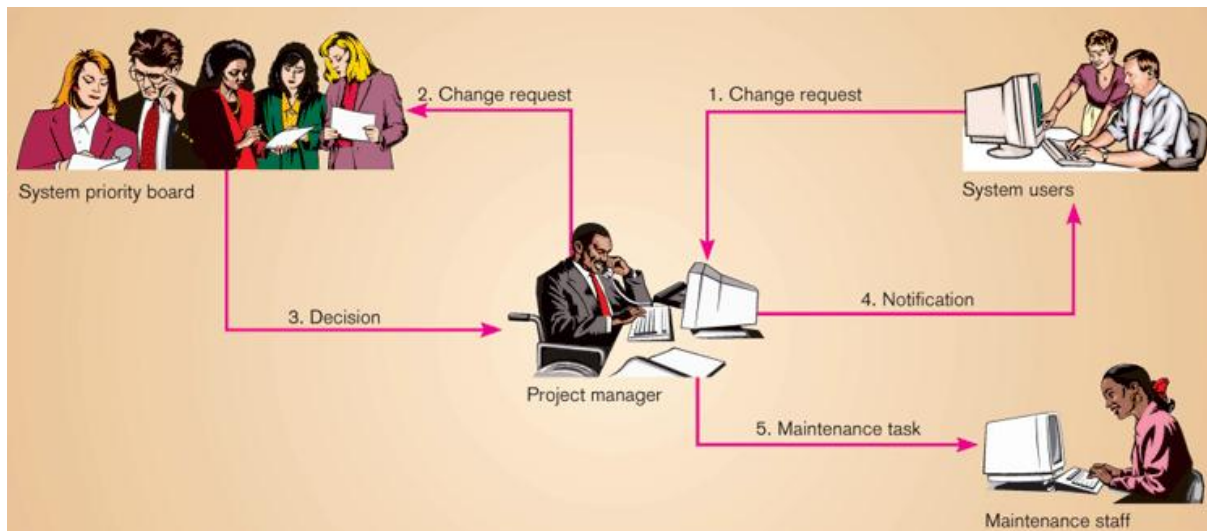 2. Change request
1. Change request
System priority board
System users
3. Decision
4. Notification
Project manager
5. Maintenance task
Maintenance staff